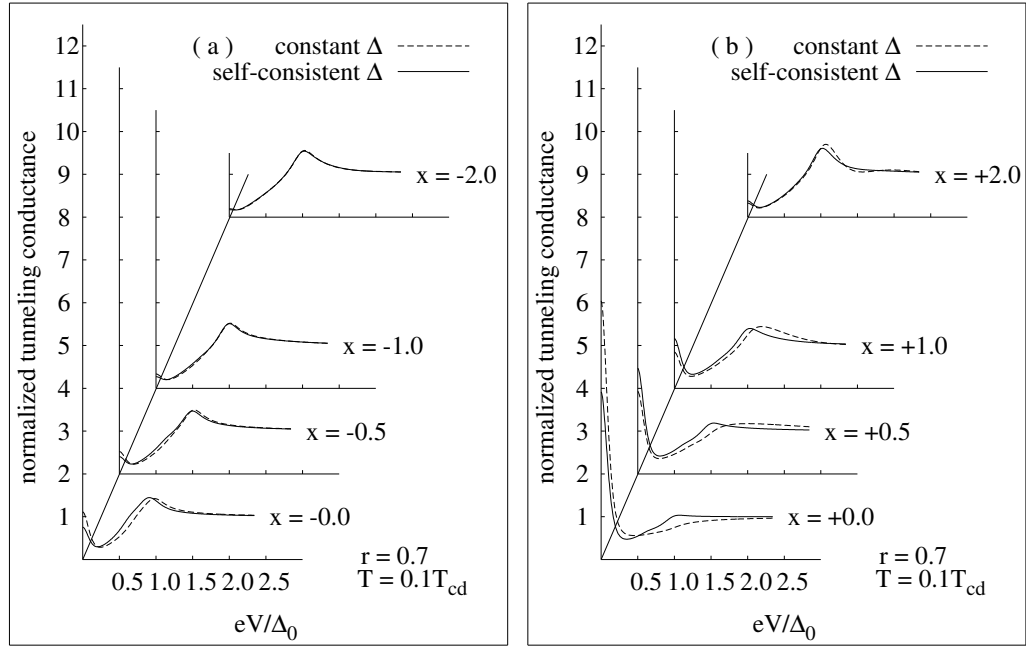 ( a )
constant Δ
self-consistent Δ
normalized tunneling conductance
12
11
10
9
8
7
6
5
4
3
2
1
x = -2.0
x = -1.0
x = -0.5
x = -0.0
r = 0.7
T = 0.1T_cd
0.5 1.0 1.5 2.0 2.5
eV/Δ_0
( b )
constant Δ
self-consistent Δ
normalized tunneling conductance
12
11
10
9
8
7
6
5
4
3
2
1
x = +2.0
x = +1.0
x = +0.5
x = +0.0
r = 0.7
T = 0.1T_cd
0.5 1.0 1.5 2.0 2.5
eV/Δ_0